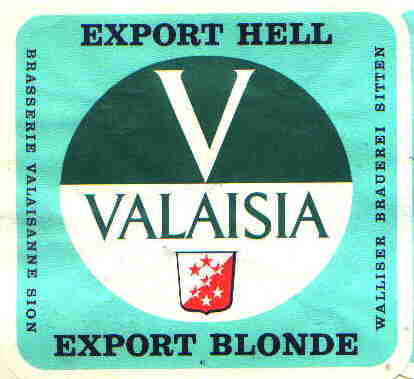 EXPORT HELL
BRASSERIE VALAISANNE SION
V
VALAISIA
WALLISER BRAUEREI SITTEN
EXPORT BLONDE